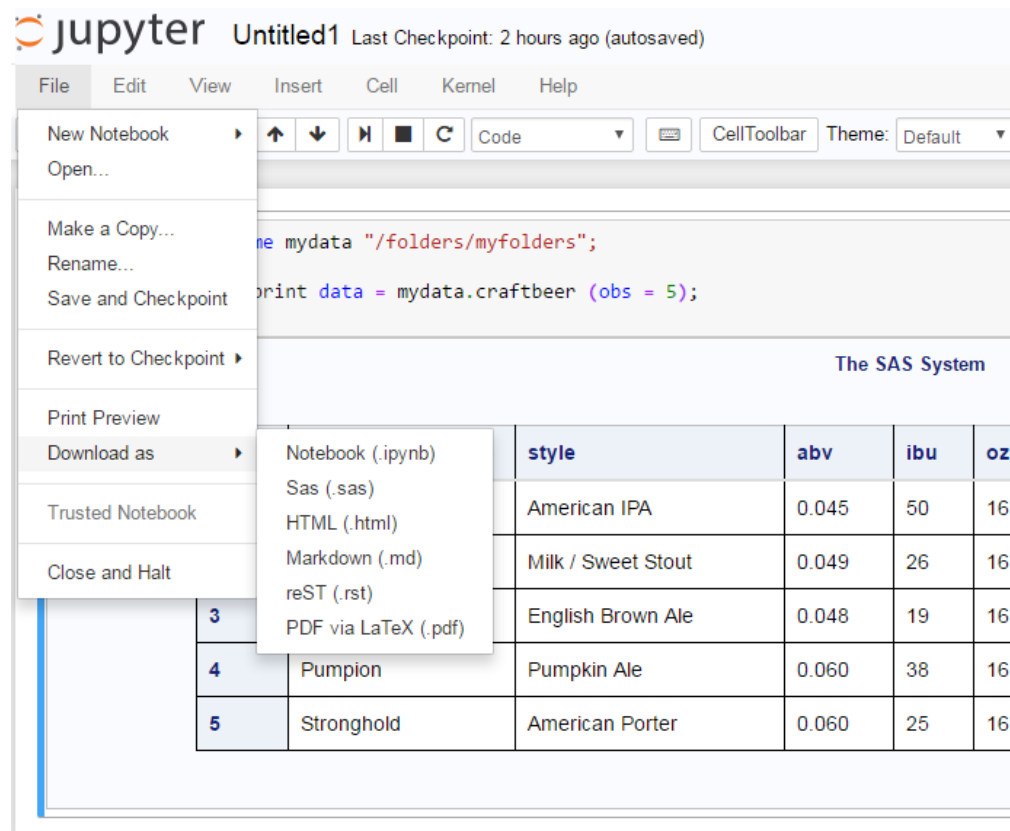 jupyter Untitled1 Last Checkpoint: 2 hours ago (autosaved)
File Edit View Insert Cell Kernel Help
Code CellToolbar Theme: Default
New Notebook
Open...
Make a Copy...
Rename...
Save and Checkpoint
Revert to Checkpoint
Print Preview
Download as
Trusted Notebook
Close and Halt
Notebook (.ipynb)
Sas (.sas)
HTML (.html)
Markdown (.md)
reST (.rst)
PDF via LaTeX (.pdf)
me mydata "/folders/myfolders";
print data = mydata.craftbeer (obs = 5);
The SAS System
style abv ibu oz
American IPA 0.045 50 16
Milk / Sweet Stout 0.049 26 16
3 English Brown Ale 0.048 19 16
4 Pumpion Pumpkin Ale 0.060 38 16
5 Stronghold American Porter 0.060 25 16